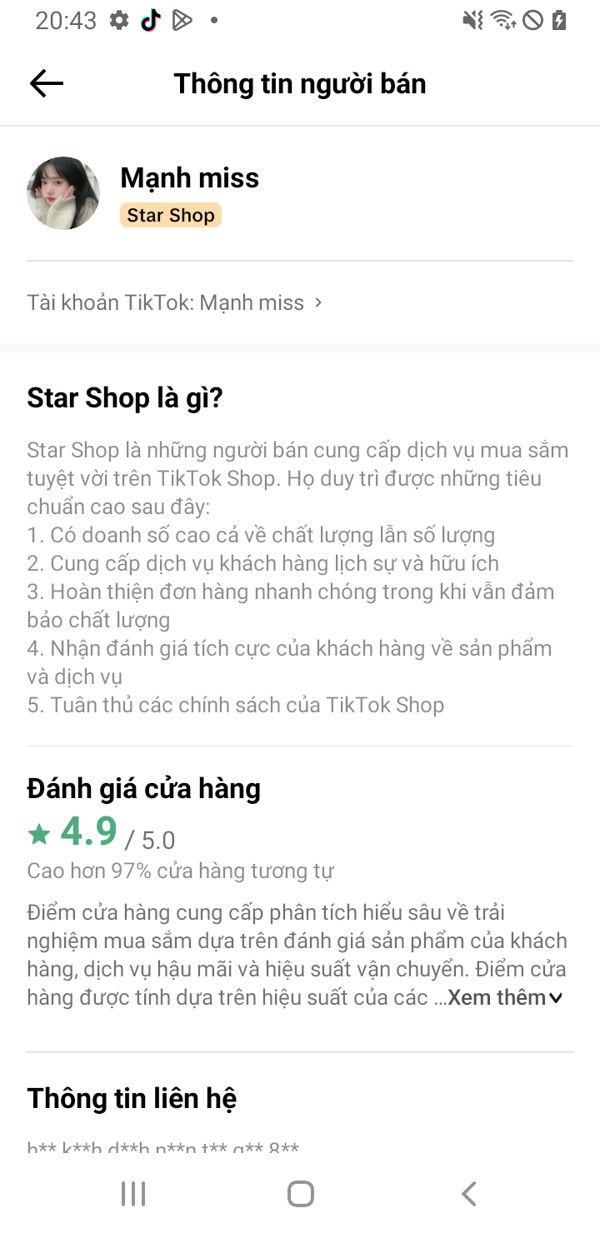 20:43
Thông tin người bán
Mạnh miss
Star Shop
Tài khoản TikTok: Mạnh miss >
Star Shop là gì?
Star Shop là những người bán cung cấp dịch vụ mua sắm
tuyệt vời trên TikTok Shop. Họ duy trì được những tiêu
chuẩn cao sau đây:
1. Có doanh số cao cả về chất lượng lẫn số lượng
2. Cung cấp dịch vụ khách hàng lịch sự và hữu ích
3. Hoàn thiện đơn hàng nhanh chóng trong khi vẫn đảm
bảo chất lượng
4. Nhận đánh giá tích cực của khách hàng về sản phẩm
và dịch vụ
5. Tuân thủ các chính sách của TikTok Shop
Đánh giá cửa hàng
4.9 / 5.0
Cao hơn 97% cửa hàng tương tự
Điểm cửa hàng cung cấp phân tích hiểu sâu về trải
nghiệm mua sắm dựa trên đánh giá sản phẩm của khách
hàng, dịch vụ hậu mãi và hiệu suất vận chuyển. Điểm cửa
hàng được tính dựa trên hiệu suất của các ...Xem thêm
Thông tin liên hệ